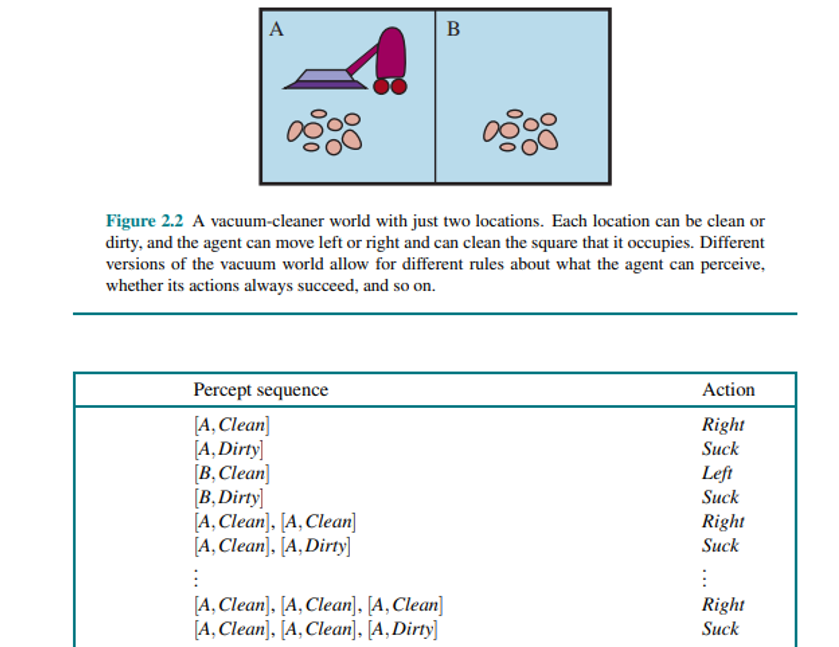 A
B
Figure 2.2 A vacuum-cleaner world with just two locations. Each location can be clean or
dirty, and the agent can move left or right and can clean the square that it occupies. Different
versions of the vacuum world allow for different rules about what the agent can perceive,
whether its actions always succeed, and so on.
Percept sequence Action
[A, Clean] Right
[A, Dirty] Suck
[B, Clean] Left
[B, Dirty] Suck
[A, Clean], [A, Clean] Right
[A, Clean], [A, Dirty] Suck
⋮ ⋮
[A, Clean], [A, Clean], [A, Clean] Right
[A, Clean], [A, Clean], [A, Dirty] Suck